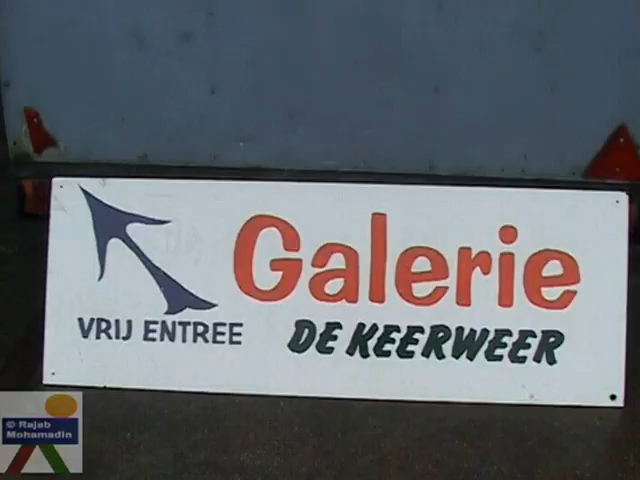 Galerie
VRIJ ENTREE
DE KEERWEER
© Rajab
Mohamadin